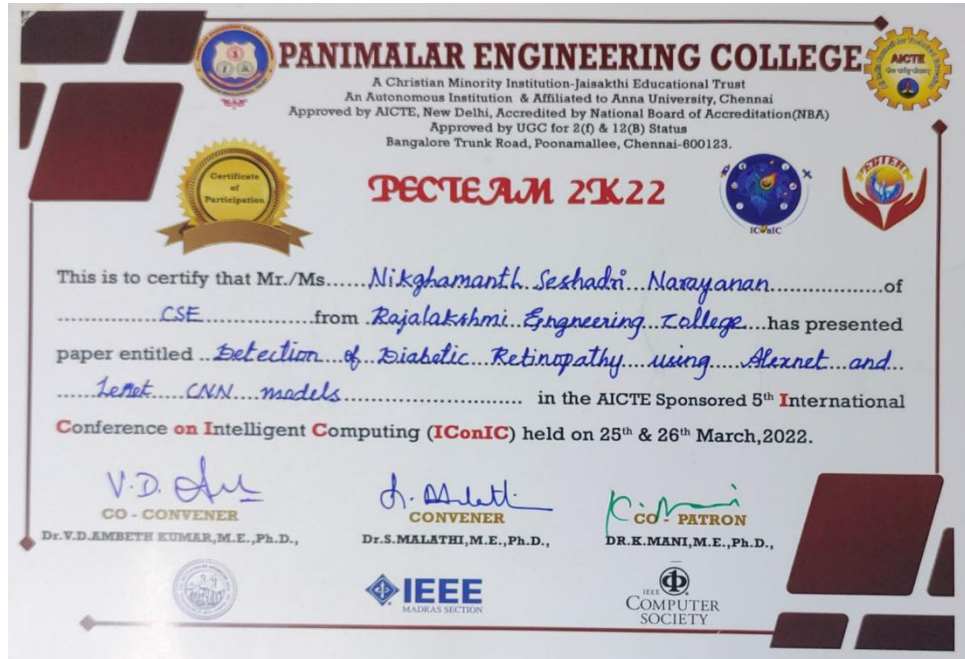 PANIMALAR ENGINEERING COLLEGE
A Christian Minority Institution-Jaisakthi Educational Trust
An Autonomous Institution & Affiliated to Anna University, Chennai
Approved by AICTE, New Delhi, Accredited by National Board of Accreditation(NBA)
Approved by UGC for 2(f) & 12(B) Status
Bangalore Trunk Road, Poonamallee, Chennai-600123.
AICTE
Certificate
of
Participation
PECTEAM 2K22
IConIC
This is to certify that Mr./Ms......Nikghamanth Seshadri Narayanan.................of
................CSE.................from Rajalakshmi Engneering College...has presented
paper entitled ..Detection of Diabetic Retinopathy using Alexnet and..
......Lenet CNN models........................... in the AICTE Sponsored 5th International
Conference on Intelligent Computing (IConIC) held on 25th & 26th March,2022.
CO - CONVENER
Dr.V.D.AMBETH KUMAR,M.E.,Ph.D.,
CONVENER
Dr.S.MALATHI,M.E.,Ph.D.,
CO - PATRON
DR.K.MANI,M.E.,Ph.D.,
IEEE
MADRAS SECTION
IEEE
COMPUTER
SOCIETY